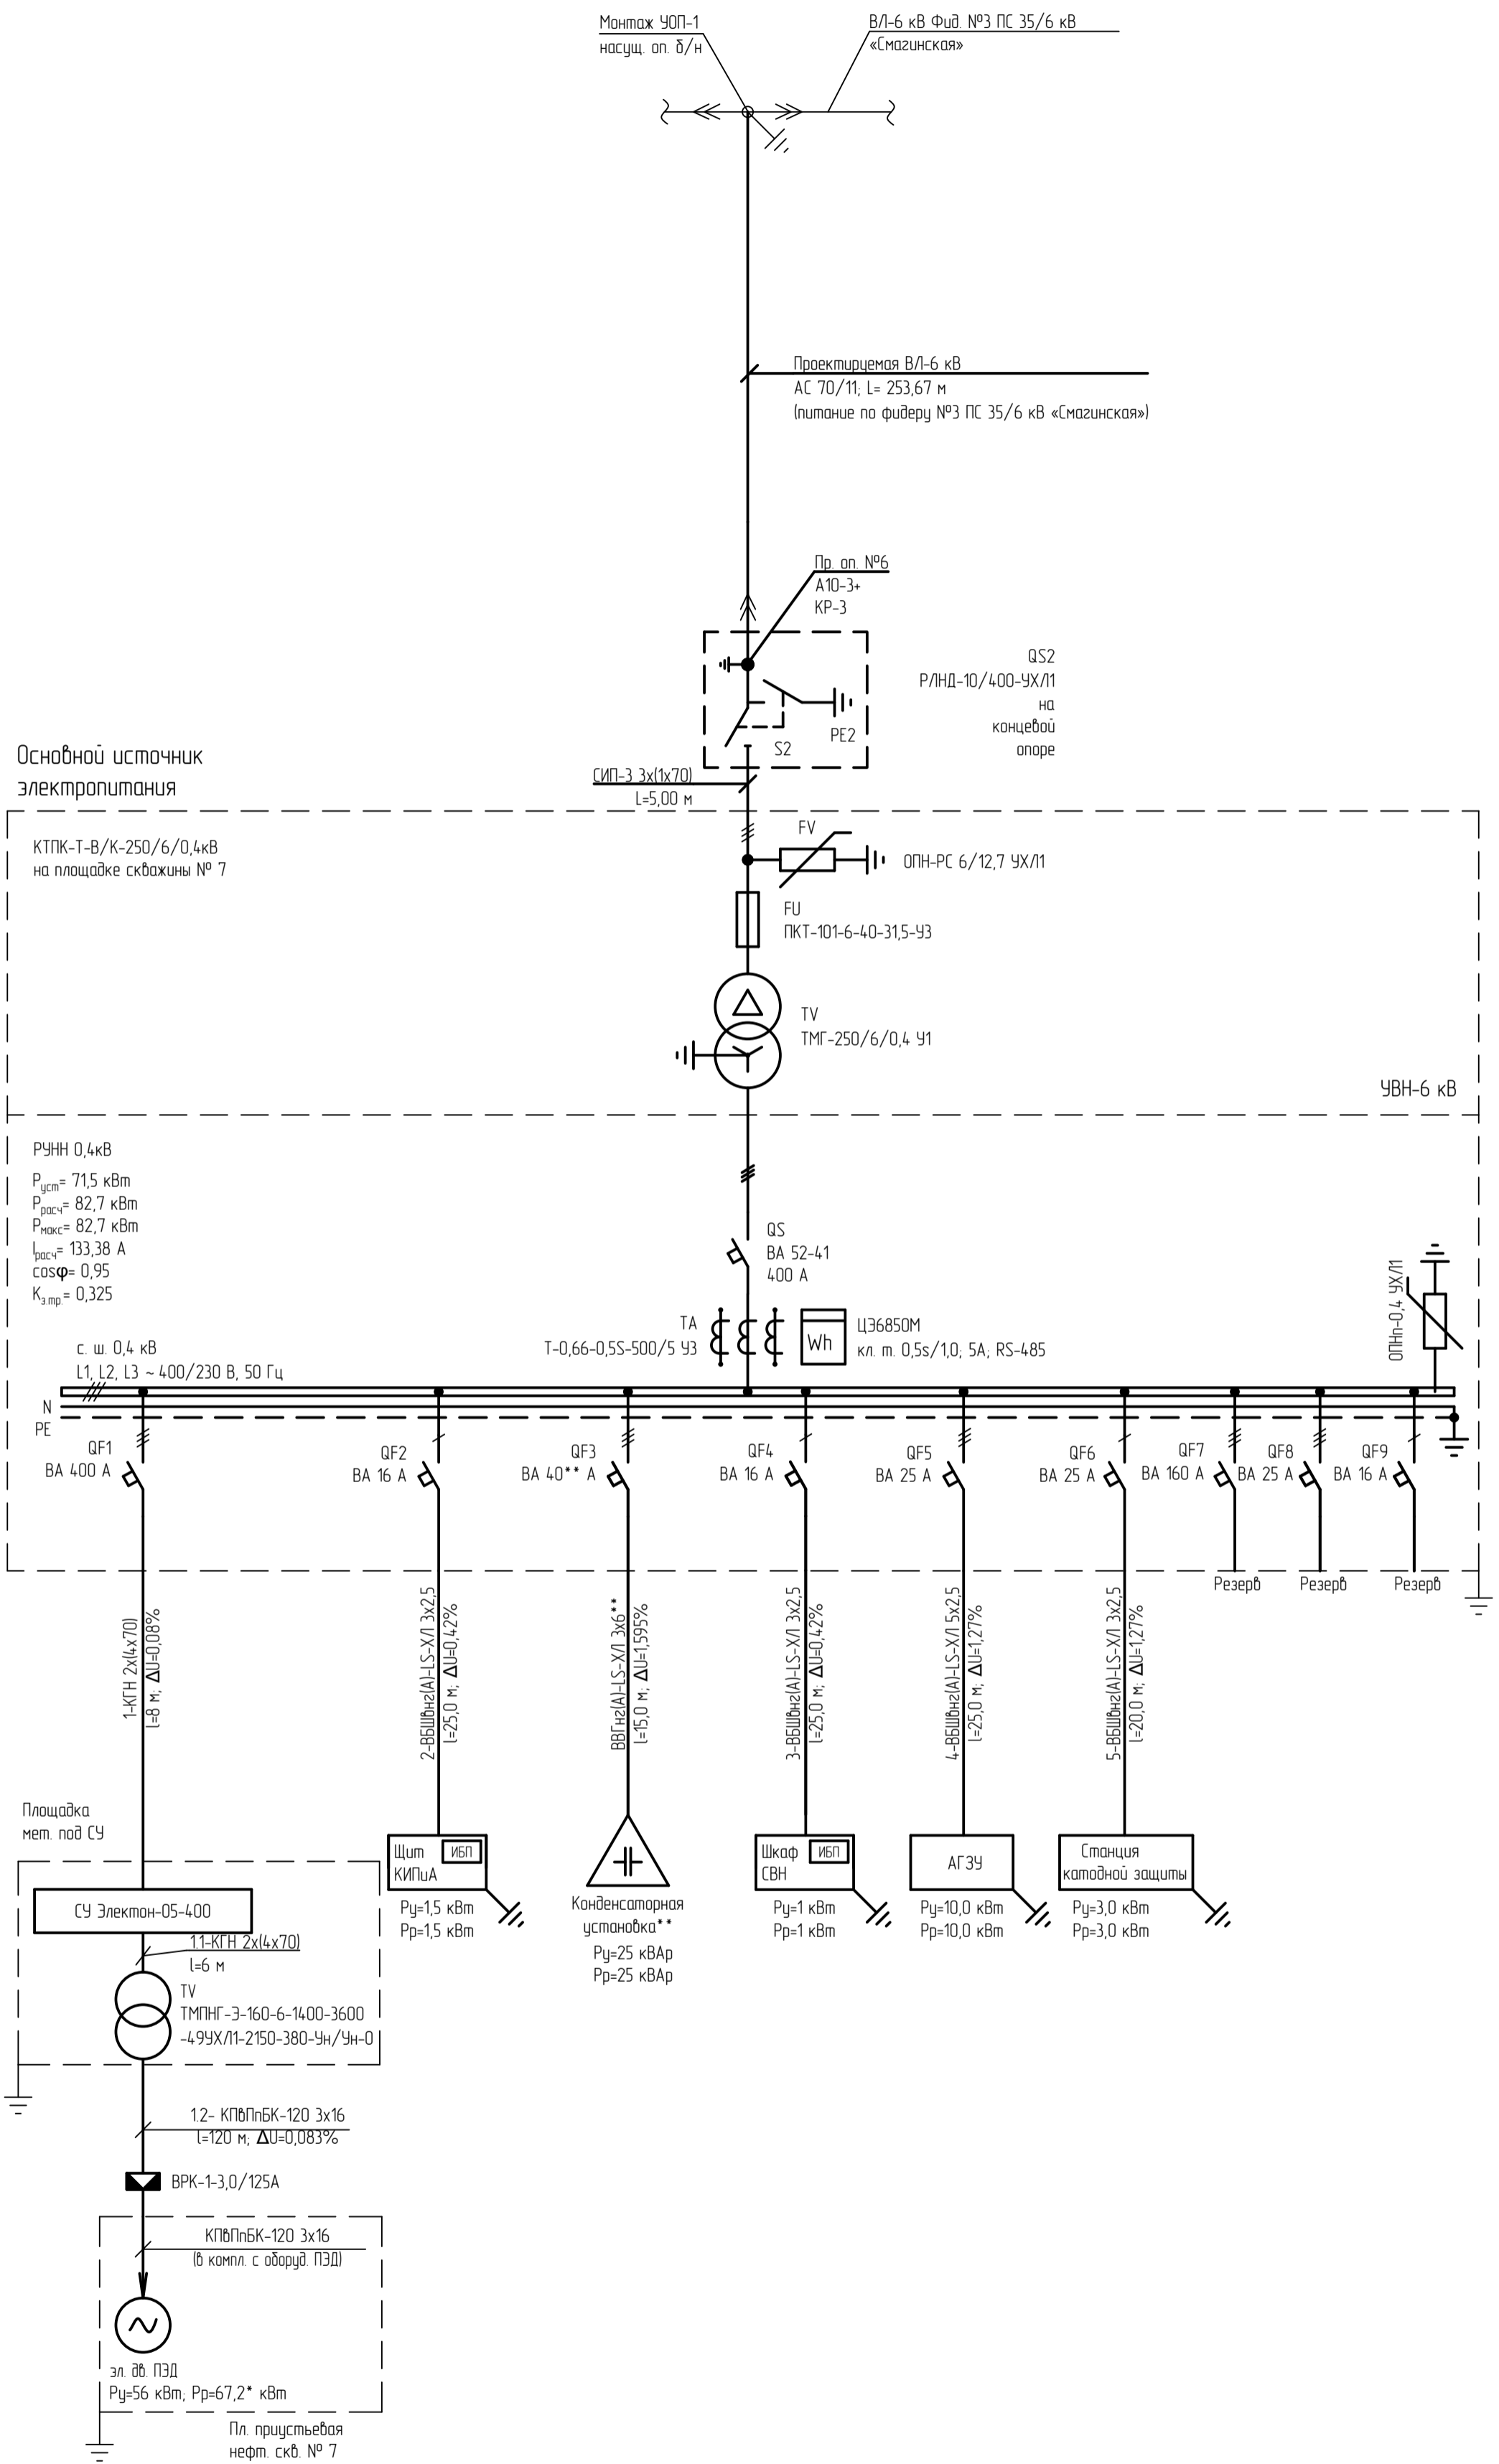 Монтаж УОП-1
на сущ. оп. б/н
ВЛ-6 кВ Фид. №3 ПС 35/6 кВ
«Смагинская»
Проектируемая ВЛ-6 кВ
АС 70/11; L= 253,67 м
(питание по фидеру №3 ПС 35/6 кВ «Смагинская»)
Пр. оп. №6
А10-3+
КР-3
QS2
РЛНД-10/400-УХЛ1
на
концевой
опоре
PE2
S2
СИП-3 3х(1х70)
L=5,00 м
Основной источник
электропитания
КТПК-Т-В/К-250/6/0,4кВ
на площадке скважины № 7
FV
ОПН-РС 6/12,7 УХЛ1
FU
ПКТ-101-6-40-31,5-У3
TV
ТМГ-250/6/0,4 У1
УВН-6 кВ
РУНН 0,4кВ
Pуст= 71,5 кВт
Pрасч= 82,7 кВт
Pмакс= 82,7 кВт
Iрасч= 133,38 А
cosφ= 0,95
Kз.тр.= 0,325
QS
ВА 52-41
400 А
TA
Т-0,66-0,5S-500/5 У3
Wh
ЦЭ6850М
кл. т. 0,5s/1,0; 5А; RS-485
ОПНп-0,4 УХЛ1
с. ш. 0,4 кВ
L1, L2, L3 ~ 400/230 В, 50 Гц
N
PE
QF1
ВА 400 А
QF2
ВА 16 А
QF3
ВА 40** А
QF4
ВА 16 А
QF5
ВА 25 А
QF6
ВА 25 А
QF7
ВА 160 А
QF8
ВА 25 А
QF9
ВА 16 А
Резерв
Резерв
Резерв
1-КГН 2х(4х70)
l=8 м; ΔU=0,08%
2-ВБШвнг(А)-LS-ХЛ 3х2,5
l=25,0 м; ΔU=0,42%
ВВГнг(А)-LS-ХЛ 3х6**
l=15,0 м; ΔU=1,595%
3-ВБШвнг(А)-LS-ХЛ 3х2,5
l=25,0 м; ΔU=0,42%
4-ВБШвнг(А)-LS-ХЛ 5х2,5
l=25,0 м; ΔU=1,27%
5-ВБШвнг(А)-LS-ХЛ 3х2,5
l=20,0 м; ΔU=1,27%
Площадка
мет. под СУ
СУ Электон-05-400
1.1-КГН 2х(4х70)
l=6 м
TV
ТМПНГ-Э-160-6-1400-3600
-49УХЛ1-2150-380-Ун/Ун-0
Щит
КИПиА
ИБП
Ру=1,5 кВт
Рр=1,5 кВт
Конденсаторная
установка**
Ру=25 кВАр
Рр=25 кВАр
Шкаф
СВН
ИБП
Ру=1 кВт
Рр=1 кВт
АГЗУ
Ру=10,0 кВт
Рр=10,0 кВт
Станция
катодной защиты
Ру=3,0 кВт
Рр=3,0 кВт
1.2- КПвПпБК-120 3х16
l=120 м; ΔU=0,083%
ВРК-1-3,0/125А
КПвПпБК-120 3х16
(в компл. с оборуд. ПЭД)
эл. дв. ПЭД
Ру=56 кВт; Рр=67,2* кВт
Пл. приустьевая
нефт. скв. № 7